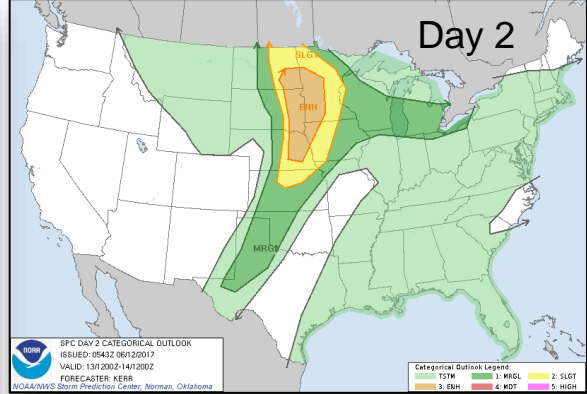 Day 2
SLGT
ENH
MRGL
NOAA
SPC DAY 2 CATEGORICAL OUTLOOK
ISSUED: 0543Z 06/12/2017
VALID: 13/1200Z-14/1200Z
FORECASTER: KERR
NOAA/NWS Storm Prediction Center, Norman, Oklahoma
Categorical Outlook Legend:
TSTM 1: MRGL 2: SLGT
3: ENH 4: MDT 5: HIGH